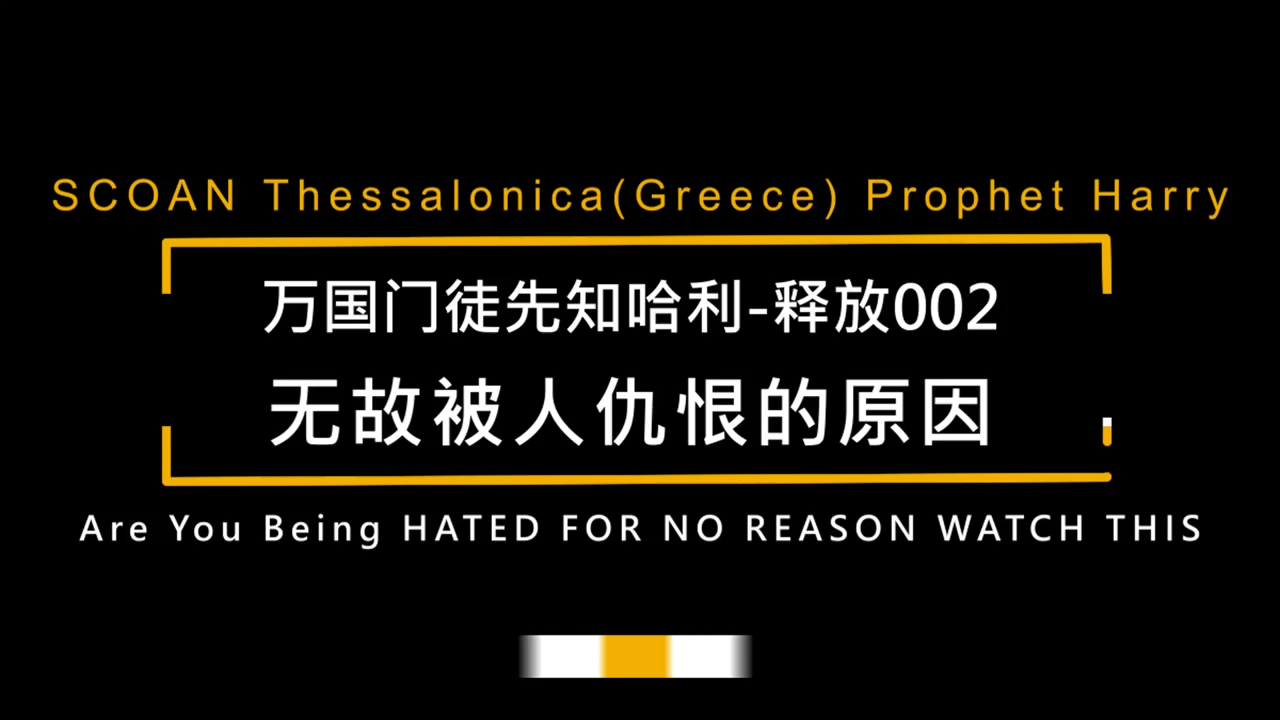 SCOAN Thessalonica(Greece) Prophet Harry
万国门徒先知哈利-释放002
无故被人仇恨的原因
Are You Being HATED FOR NO REASON WATCH THIS